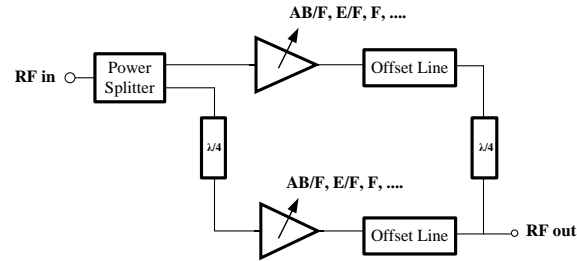 AB/F, E/F, F, ....
RF in
Power
Splitter
Offset Line
λ/4
λ/4
AB/F, E/F, F, ....
Offset Line
RF out